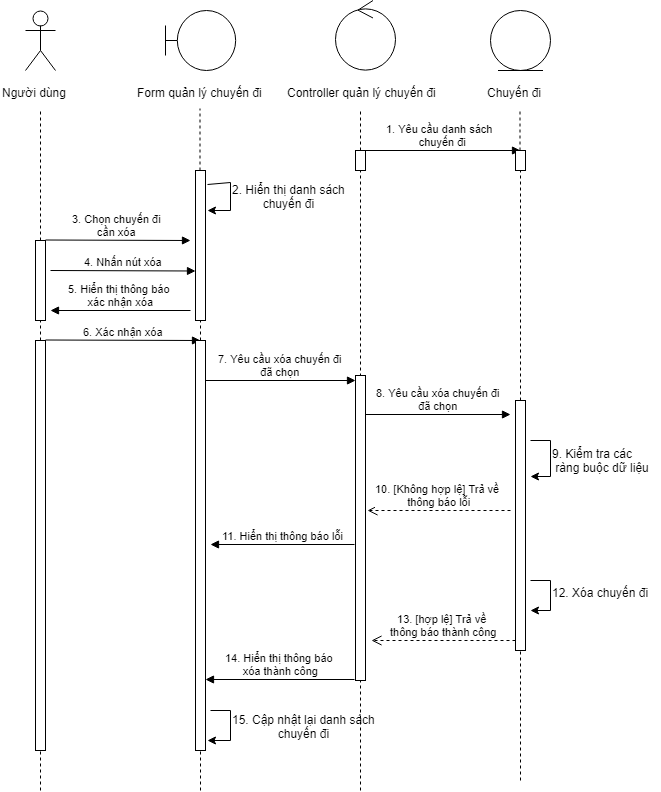 Người dùng
Form quản lý chuyến đi
Controller quản lý chuyến đi
Chuyến đi
1. Yêu cầu danh sách
chuyến đi
2. Hiển thị danh sách
chuyến đi
3. Chọn chuyến đi
cần xóa
4. Nhấn nút xóa
5. Hiển thị thông báo
xác nhận xóa
6. Xác nhận xóa
7. Yêu cầu xóa chuyến đi
đã chọn
8. Yêu cầu xóa chuyến đi
đã chọn
9. Kiểm tra các
ràng buộc dữ liệu
10. [Không hợp lệ] Trả về
thông báo lỗi
11. Hiển thị thông báo lỗi
12. Xóa chuyến đi
13. [hợp lệ] Trả về
thông báo thành công
14. Hiển thị thông báo
xóa thành công
15. Cập nhật lại danh sách
chuyến đi